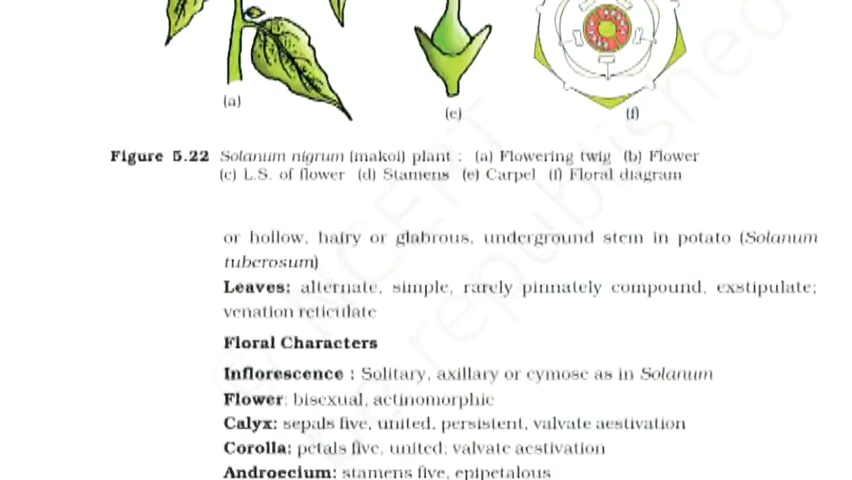 (a)
(e)
(f)
Figure 5.22 Solanum nigrum (makoi) plant : (a) Flowering twig (b) Flower
(c) L.S. of flower (d) Stamens (e) Carpel (f) Floral diagram
or hollow, hairy or glabrous, underground stem in potato (Solanum
tuberosum)
Leaves: alternate, simple, rarely pinnately compound, exstipulate;
venation reticulate
Floral Characters
Inflorescence : Solitary, axillary or cymose as in Solanum
Flower: bisexual, actinomorphic
Calyx: sepals five, united, persistent, valvate aestivation
Corolla: petals five, united; valvate aestivation
Androecium: stamens five, epipetalous
© NCERT
be republished